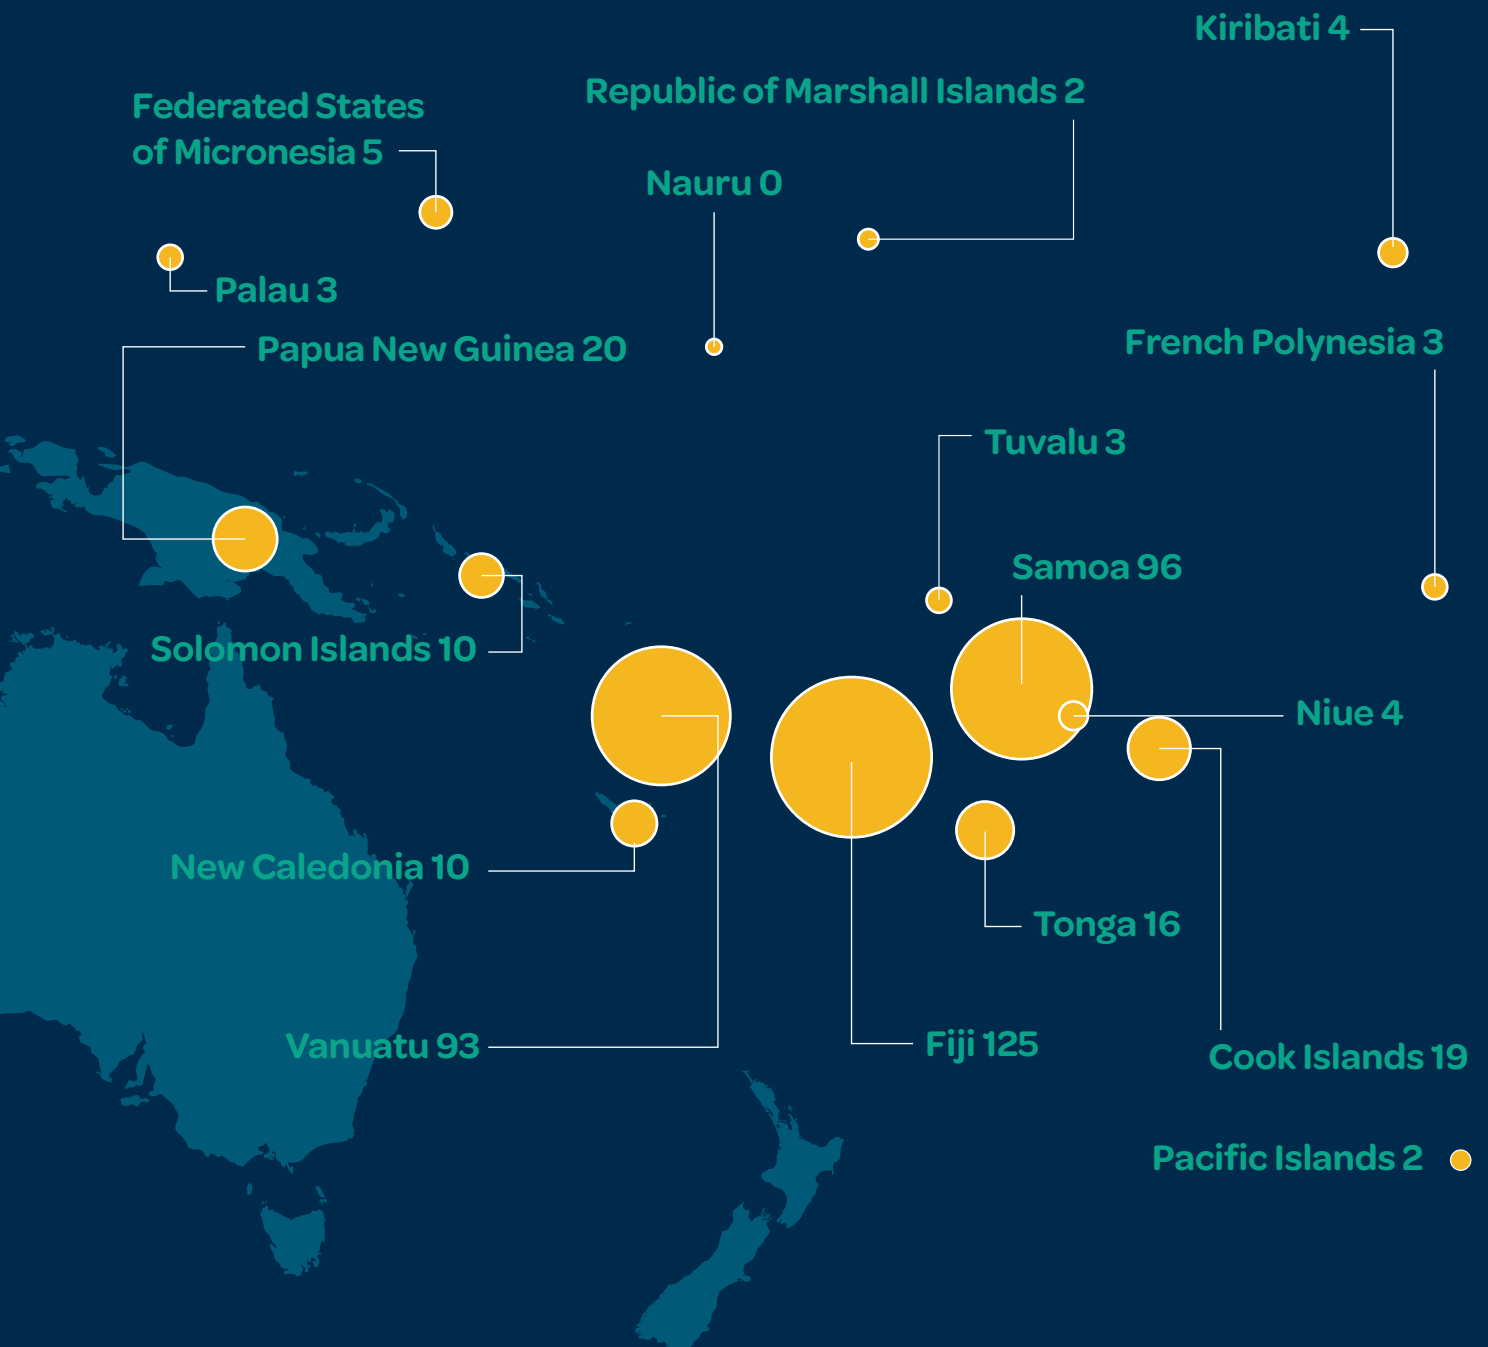 Kiribati 4
Republic of Marshall Islands 2
Federated States
of Micronesia 5
Nauru 0
Palau 3
Papua New Guinea 20
French Polynesia 3
Tuvalu 3
Samoa 96
Solomon Islands 10
Niue 4
New Caledonia 10
Tonga 16
Vanuatu 93
Fiji 125
Cook Islands 19
Pacific Islands 2